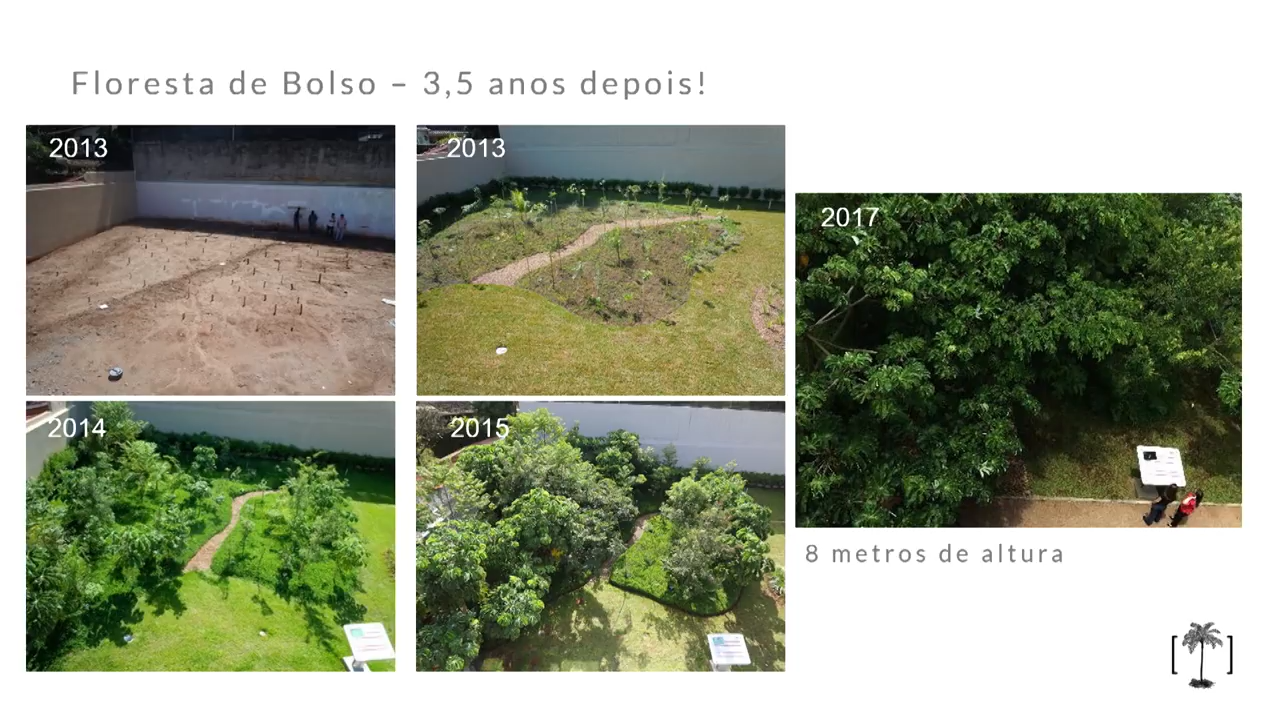 Floresta de Bolso – 3,5 anos depois!
2013
2013
2017
2014
2015
8 metros de altura